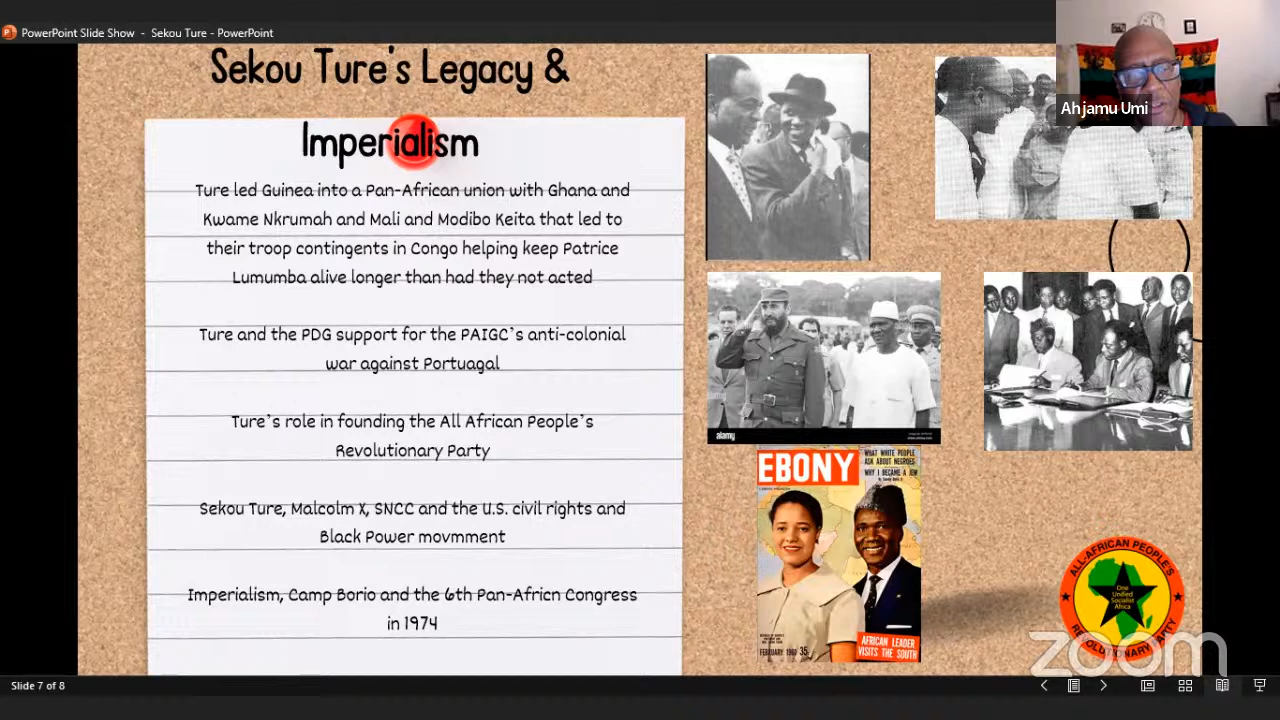 PowerPoint Slide Show - Sekou Ture - PowerPoint
Sekou Ture's Legacy &
Imperialism
Ture led Guinea into a Pan-African union with Ghana and
Kwame Nkrumah and Mali and Modibo Keita that led to
their troop contingents in Congo helping keep Patrice
Lumumba alive longer than had they not acted
Ture and the PDG support for the PAIGC's anti-colonial
war against Portuagal
Ture's role in founding the All African People's
Revolutionary Party
Sekou Ture, Malcolm X, SNCC and the U.S. civil rights and
Black Power movmment
Imperialism, Camp Borio and the 6th Pan-Africn Congress
in 1974
Ahjamu Umi
alamy
EBONY
WHAT WHITE PEOPLE
ASK ABOUT NEGROES
WHY I BECAME A JEW
FEBRUARY 1960 35
AFRICAN LEADER
VISITS THE SOUTH
ALL-AFRICAN PEOPLE'S
One
Unified
Socialist
Africa
REVOLUTIONARY PARTY
zoom
Slide 7 of 8